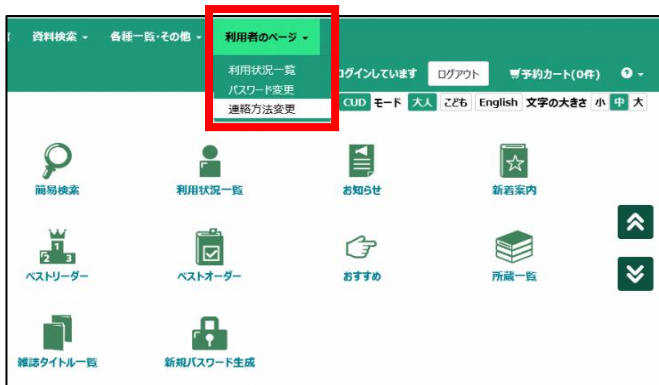 資料検索 各種一覧・その他 利用者のページ
利用状況一覧
パスワード変更
連絡方法変更
ログインしています ログアウト 予約カート(0件)
CUD モード 大人 こども English 文字の大きさ 小 中 大
簡易検索 利用状況一覧 お知らせ 新着案内
1 2 3
ベストリーダー ベストオーダー おすすめ 所蔵一覧
雑誌タイトル一覧 新規パスワード生成